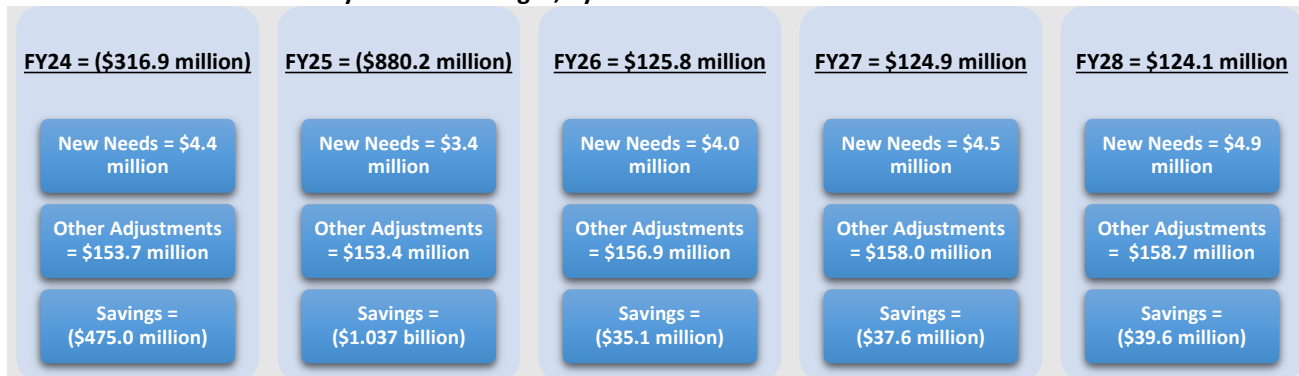 FY24 = ($316.9 million)
New Needs = $4.4
million
Other Adjustments
= $153.7 million
Savings =
($475.0 million)
FY25 = ($880.2 million)
New Needs = $3.4
million
Other Adjustments
= $153.4 million
Savings =
($1.037 billion)
FY26 = $125.8 million
New Needs = $4.0
million
Other Adjustments
= $156.9 million
Savings =
($35.1 million)
FY27 = $124.9 million
New Needs = $4.5
million
Other Adjustments
= $158.0 million
Savings =
($37.6 million)
FY28 = $124.1 million
New Needs = $4.9
million
Other Adjustments
= $158.7 million
Savings =
($39.6 million)